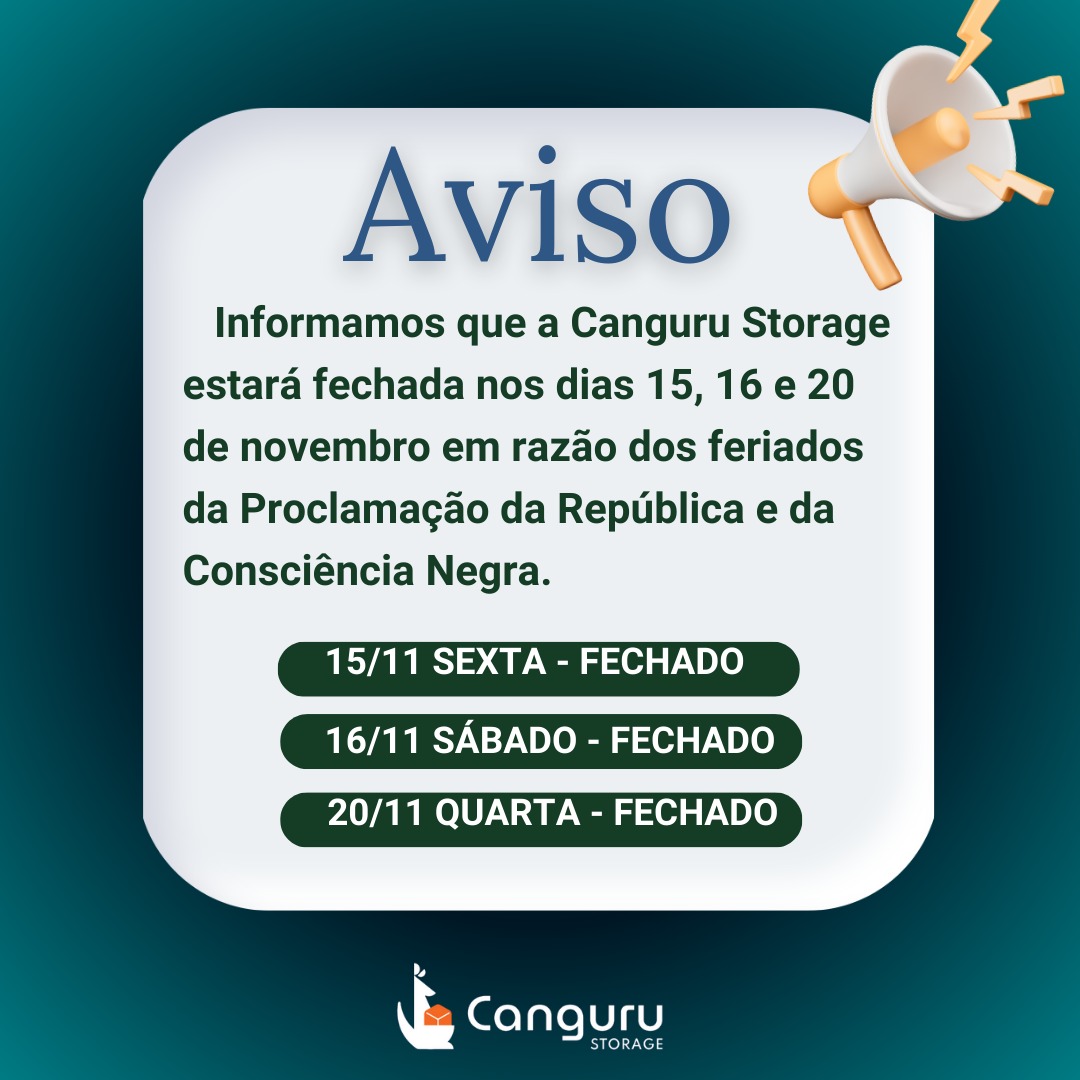 Aviso
Informamos que a Canguru Storage
estará fechada nos dias 15, 16 e 20
de novembro em razão dos feriados
da Proclamação da República e da
Consciência Negra.
15/11 SEXTA - FECHADO
16/11 SÁBADO - FECHADO
20/11 QUARTA - FECHADO
Canguru
STORAGE